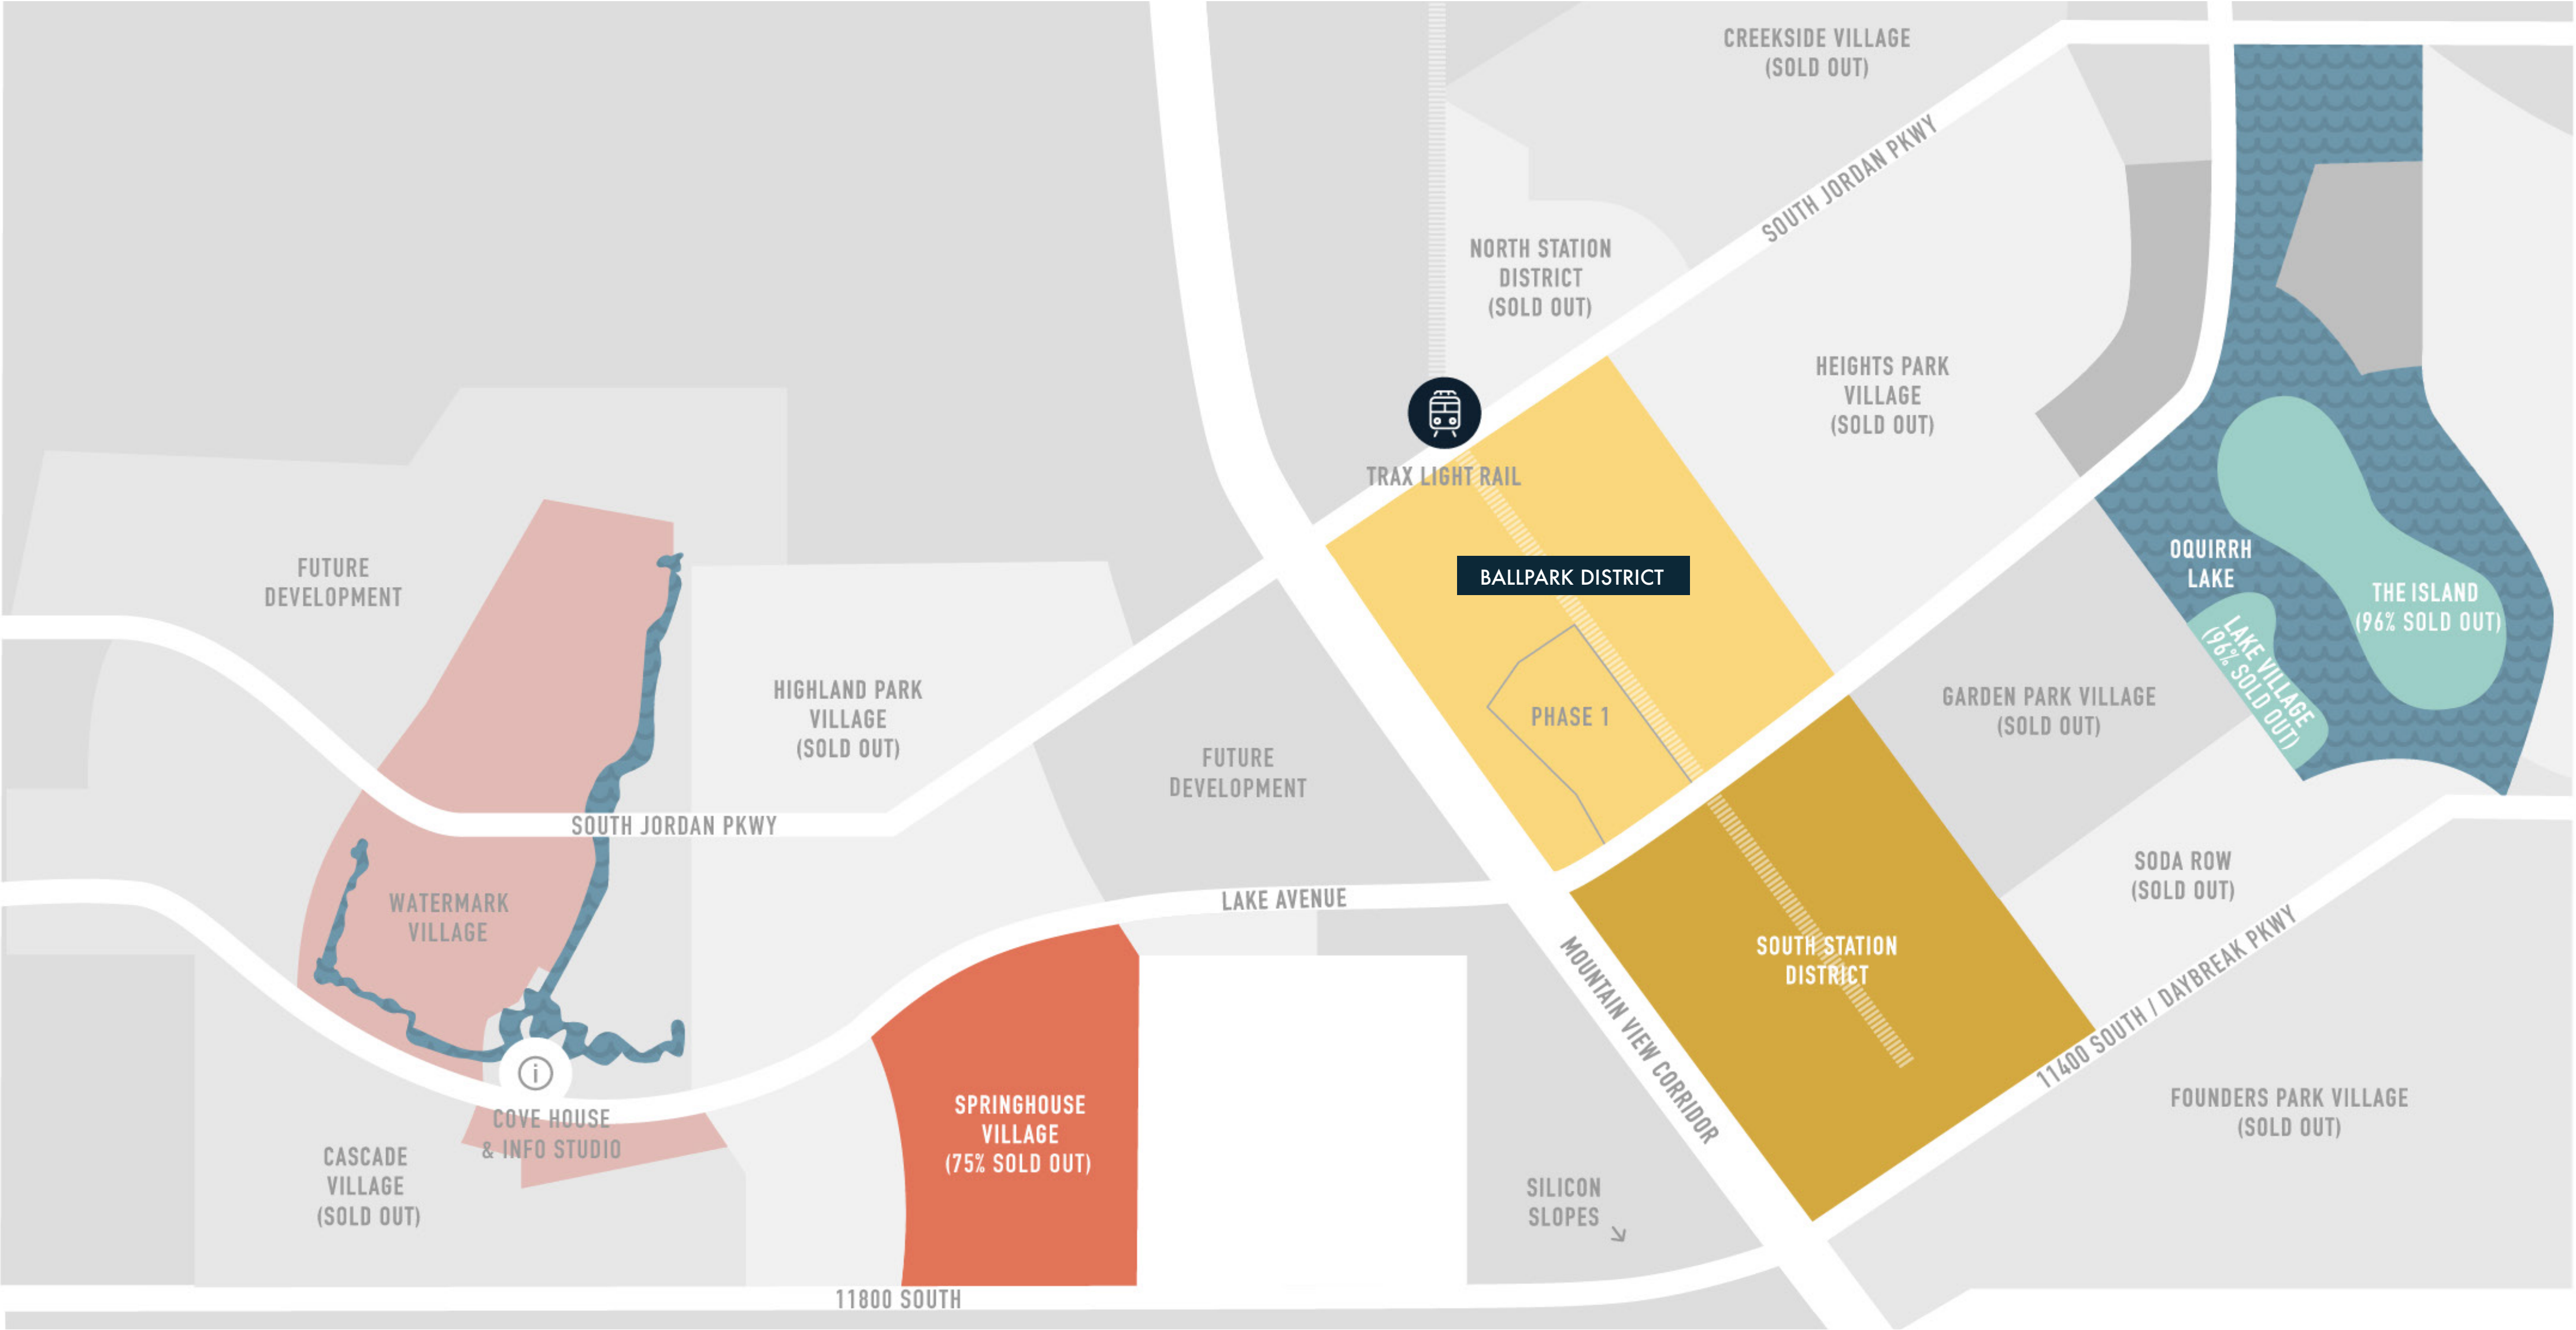 CREEKSIDE VILLAGE
(SOLD OUT)
SOUTH JORDAN PKWY
NORTH STATION
DISTRICT
(SOLD OUT)
HEIGHTS PARK
VILLAGE
(SOLD OUT)
TRAX LIGHT RAIL
BALLPARK DISTRICT
PHASE 1
OQUIRRH
LAKE
THE ISLAND
(96% SOLD OUT)
LAKE VILLAGE
(96% SOLD OUT)
FUTURE
DEVELOPMENT
HIGHLAND PARK
VILLAGE
(SOLD OUT)
GARDEN PARK VILLAGE
(SOLD OUT)
FUTURE
DEVELOPMENT
SOUTH JORDAN PKWY
WATERMARK
VILLAGE
LAKE AVENUE
SODA ROW
(SOLD OUT)
SOUTH STATION
DISTRICT
MOUNTAIN VIEW CORRIDOR
11400 SOUTH / DAYBREAK PKWY
i
COVE HOUSE
& INFO STUDIO
SPRINGHOUSE
VILLAGE
(75% SOLD OUT)
FOUNDERS PARK VILLAGE
(SOLD OUT)
CASCADE
VILLAGE
(SOLD OUT)
SILICON
SLOPES
11800 SOUTH